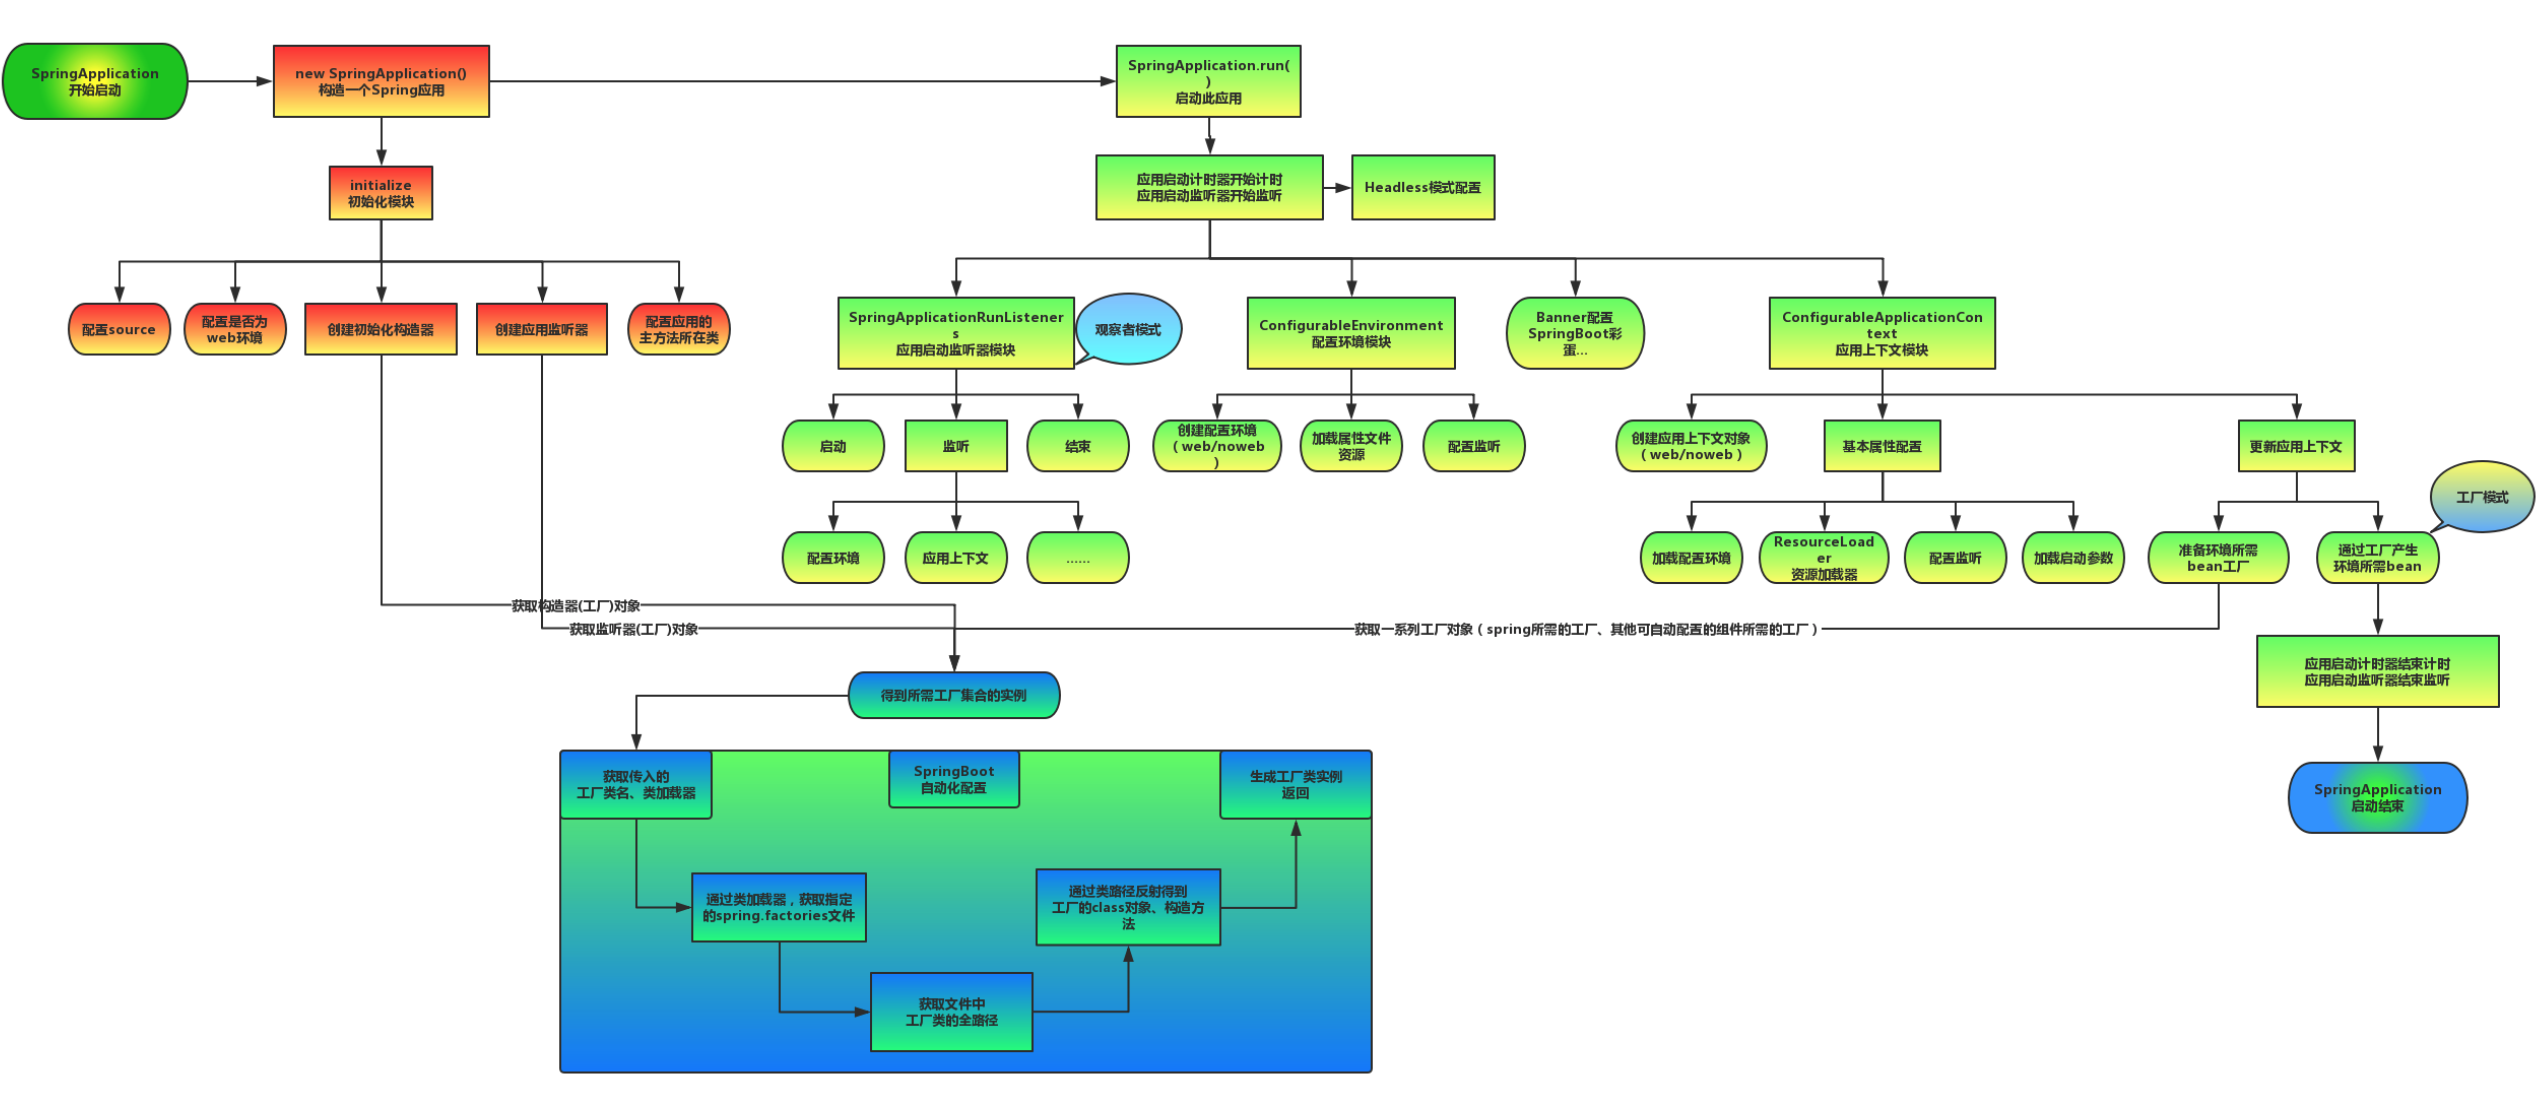 SpringApplication
开始启动
new SpringApplication()
构造一个Spring应用
SpringApplication.run(
)
启动此应用
initialize
初始化模块
应用启动计时器开始计时
应用启动监听器开始监听
Headless模式配置
配置source
配置是否为
web环境
创建初始化构造器
创建应用监听器
配置应用的
主方法所在类
SpringApplicationRunListener
s
应用启动监听器模块
观察者模式
ConfigurableEnvironment
配置环境模块
Banner配置
SpringBoot彩
蛋...
ConfigurableApplicationCon
text
应用上下文模块
启动
监听
结束
创建配置环境
（web/noweb
）
加载属性文件
资源
配置监听
创建应用上下文对象
（web/noweb）
基本属性配置
更新应用上下文
工厂模式
配置环境
应用上下文
......
加载配置环境
ResourceLoad
er
资源加载器
配置监听
加载启动参数
准备环境所需
bean工厂
通过工厂产生
环境所需bean
获取构造器(工厂)对象
获取监听器(工厂)对象
获取一系列工厂对象（spring所需的工厂、其他可自动配置的组件所需的工厂）
应用启动计时器结束计时
应用启动监听器结束监听
得到所需工厂集合的实例
获取传入的
工厂类名、类加载器
SpringBoot
自动化配置
生成工厂类实例
返回
SpringApplication
启动结束
通过类加载器，获取指定
的spring.factories文件
通过类路径反射得到
工厂的class对象、构造方
法
获取文件中
工厂类的全路径